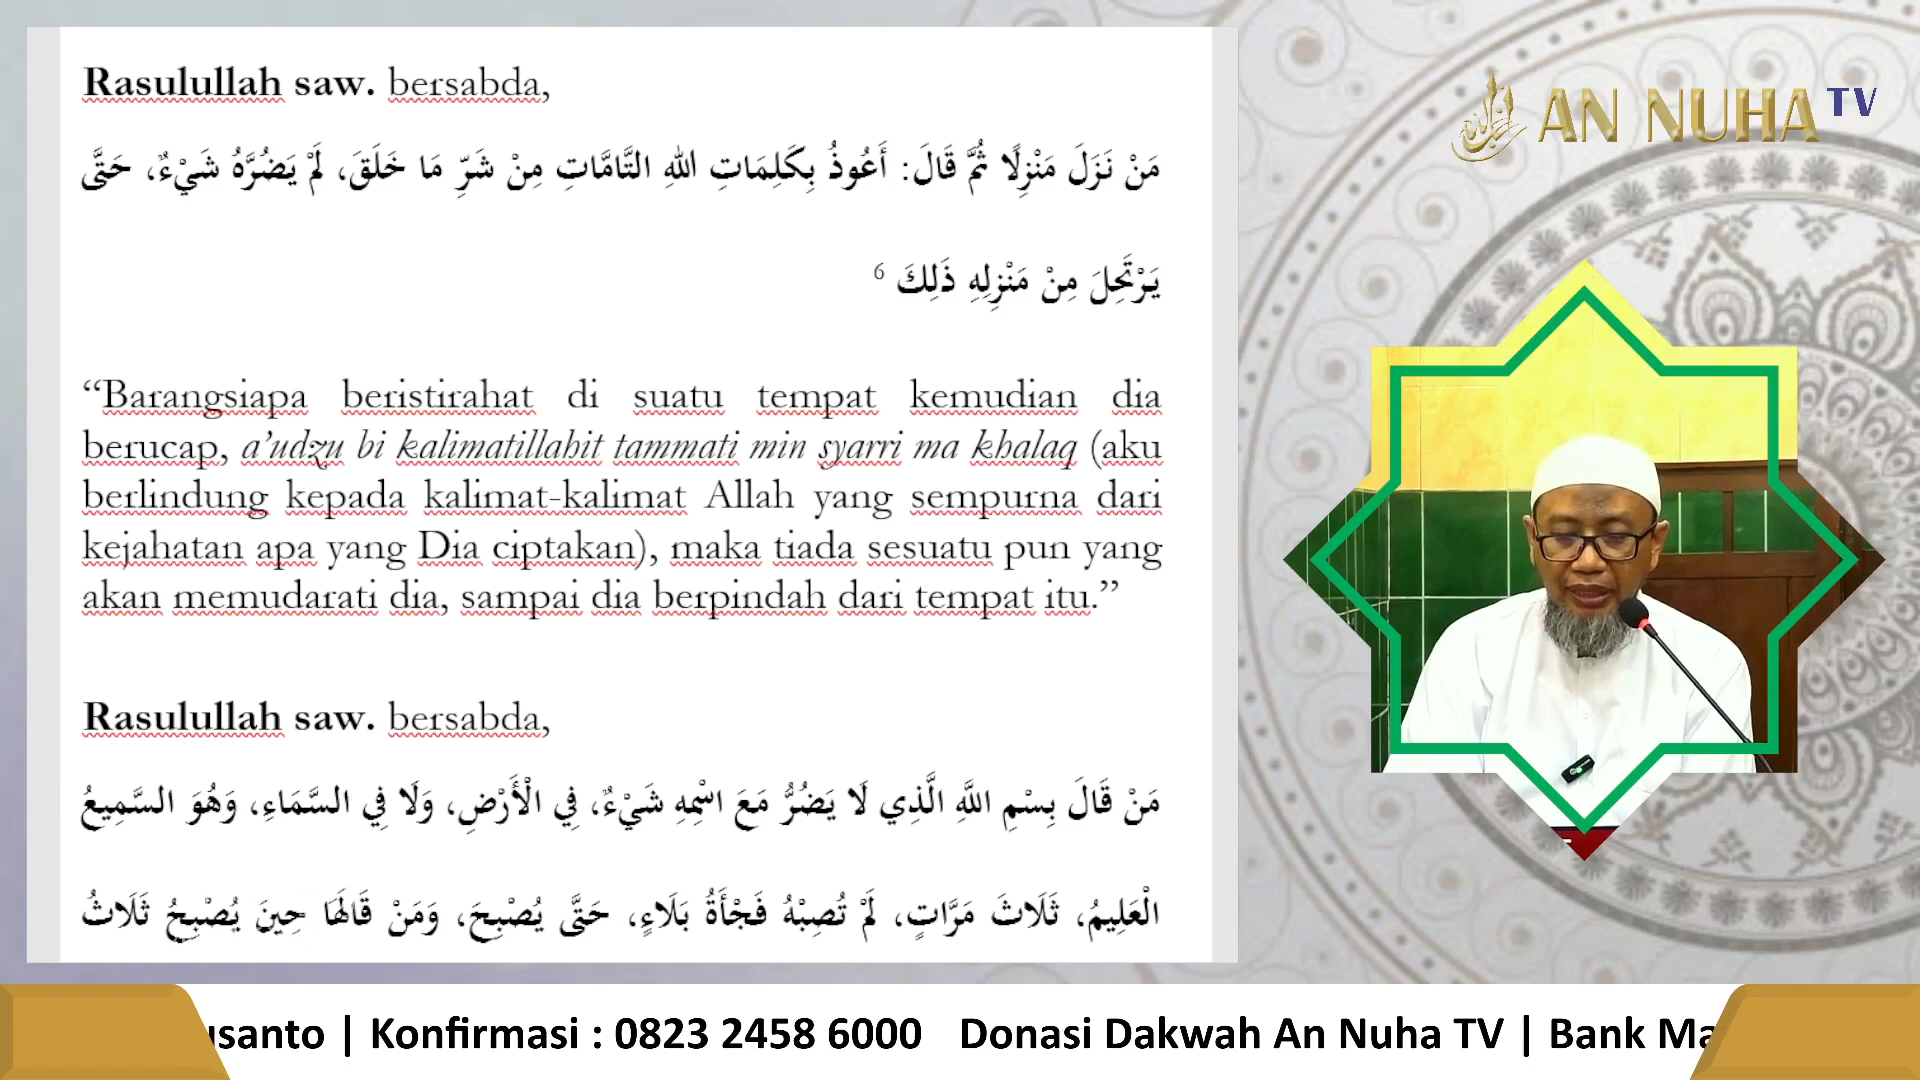 Rasulullah saw. bersabda,
مَنْ نَزَلَ مَنْزِلًا ثُمَّ قَالَ: أَعُوذُ بِكَلِمَاتِ اللهِ التَّامَّاتِ مِنْ شَرِّ مَا خَلَقَ، لَمْ يَضُرَّهُ شَيْءٌ، حَتَّى
يَرْتَحِلَ مِنْ مَنْزِلِهِ ذَلِكَ 6
“Barangsiapa beristirahat di suatu tempat kemudian dia
berucap, a’udzu bi kalimatillahit tammati min syarri ma khalaq (aku
berlindung kepada kalimat-kalimat Allah yang sempurna dari
kejahatan apa yang Dia ciptakan), maka tiada sesuatu pun yang
akan memudarati dia, sampai dia berpindah dari tempat itu.”
Rasulullah saw. bersabda,
مَنْ قَالَ بِسْمِ اللَّهِ الَّذِي لَا يَضُرُّ مَعَ اسْمِهِ شَيْءٌ، فِي الْأَرْضِ، وَلَا فِي السَّمَاءِ، وَهُوَ السَّمِيعُ
الْعَلِيمُ، ثَلَاثَ مَرَّاتٍ، لَمْ تُصِبْهُ فَجْأَةُ بَلَاءٍ، حَتَّى يُصْبِحَ، وَمَنْ قَالَهَا حِينَ يُصْبِحُ ثَلَاثُ
AN NUHA TV
usanto | Konfirmasi : 0823 2458 6000 Donasi Dakwah An Nuha TV | Bank Ma